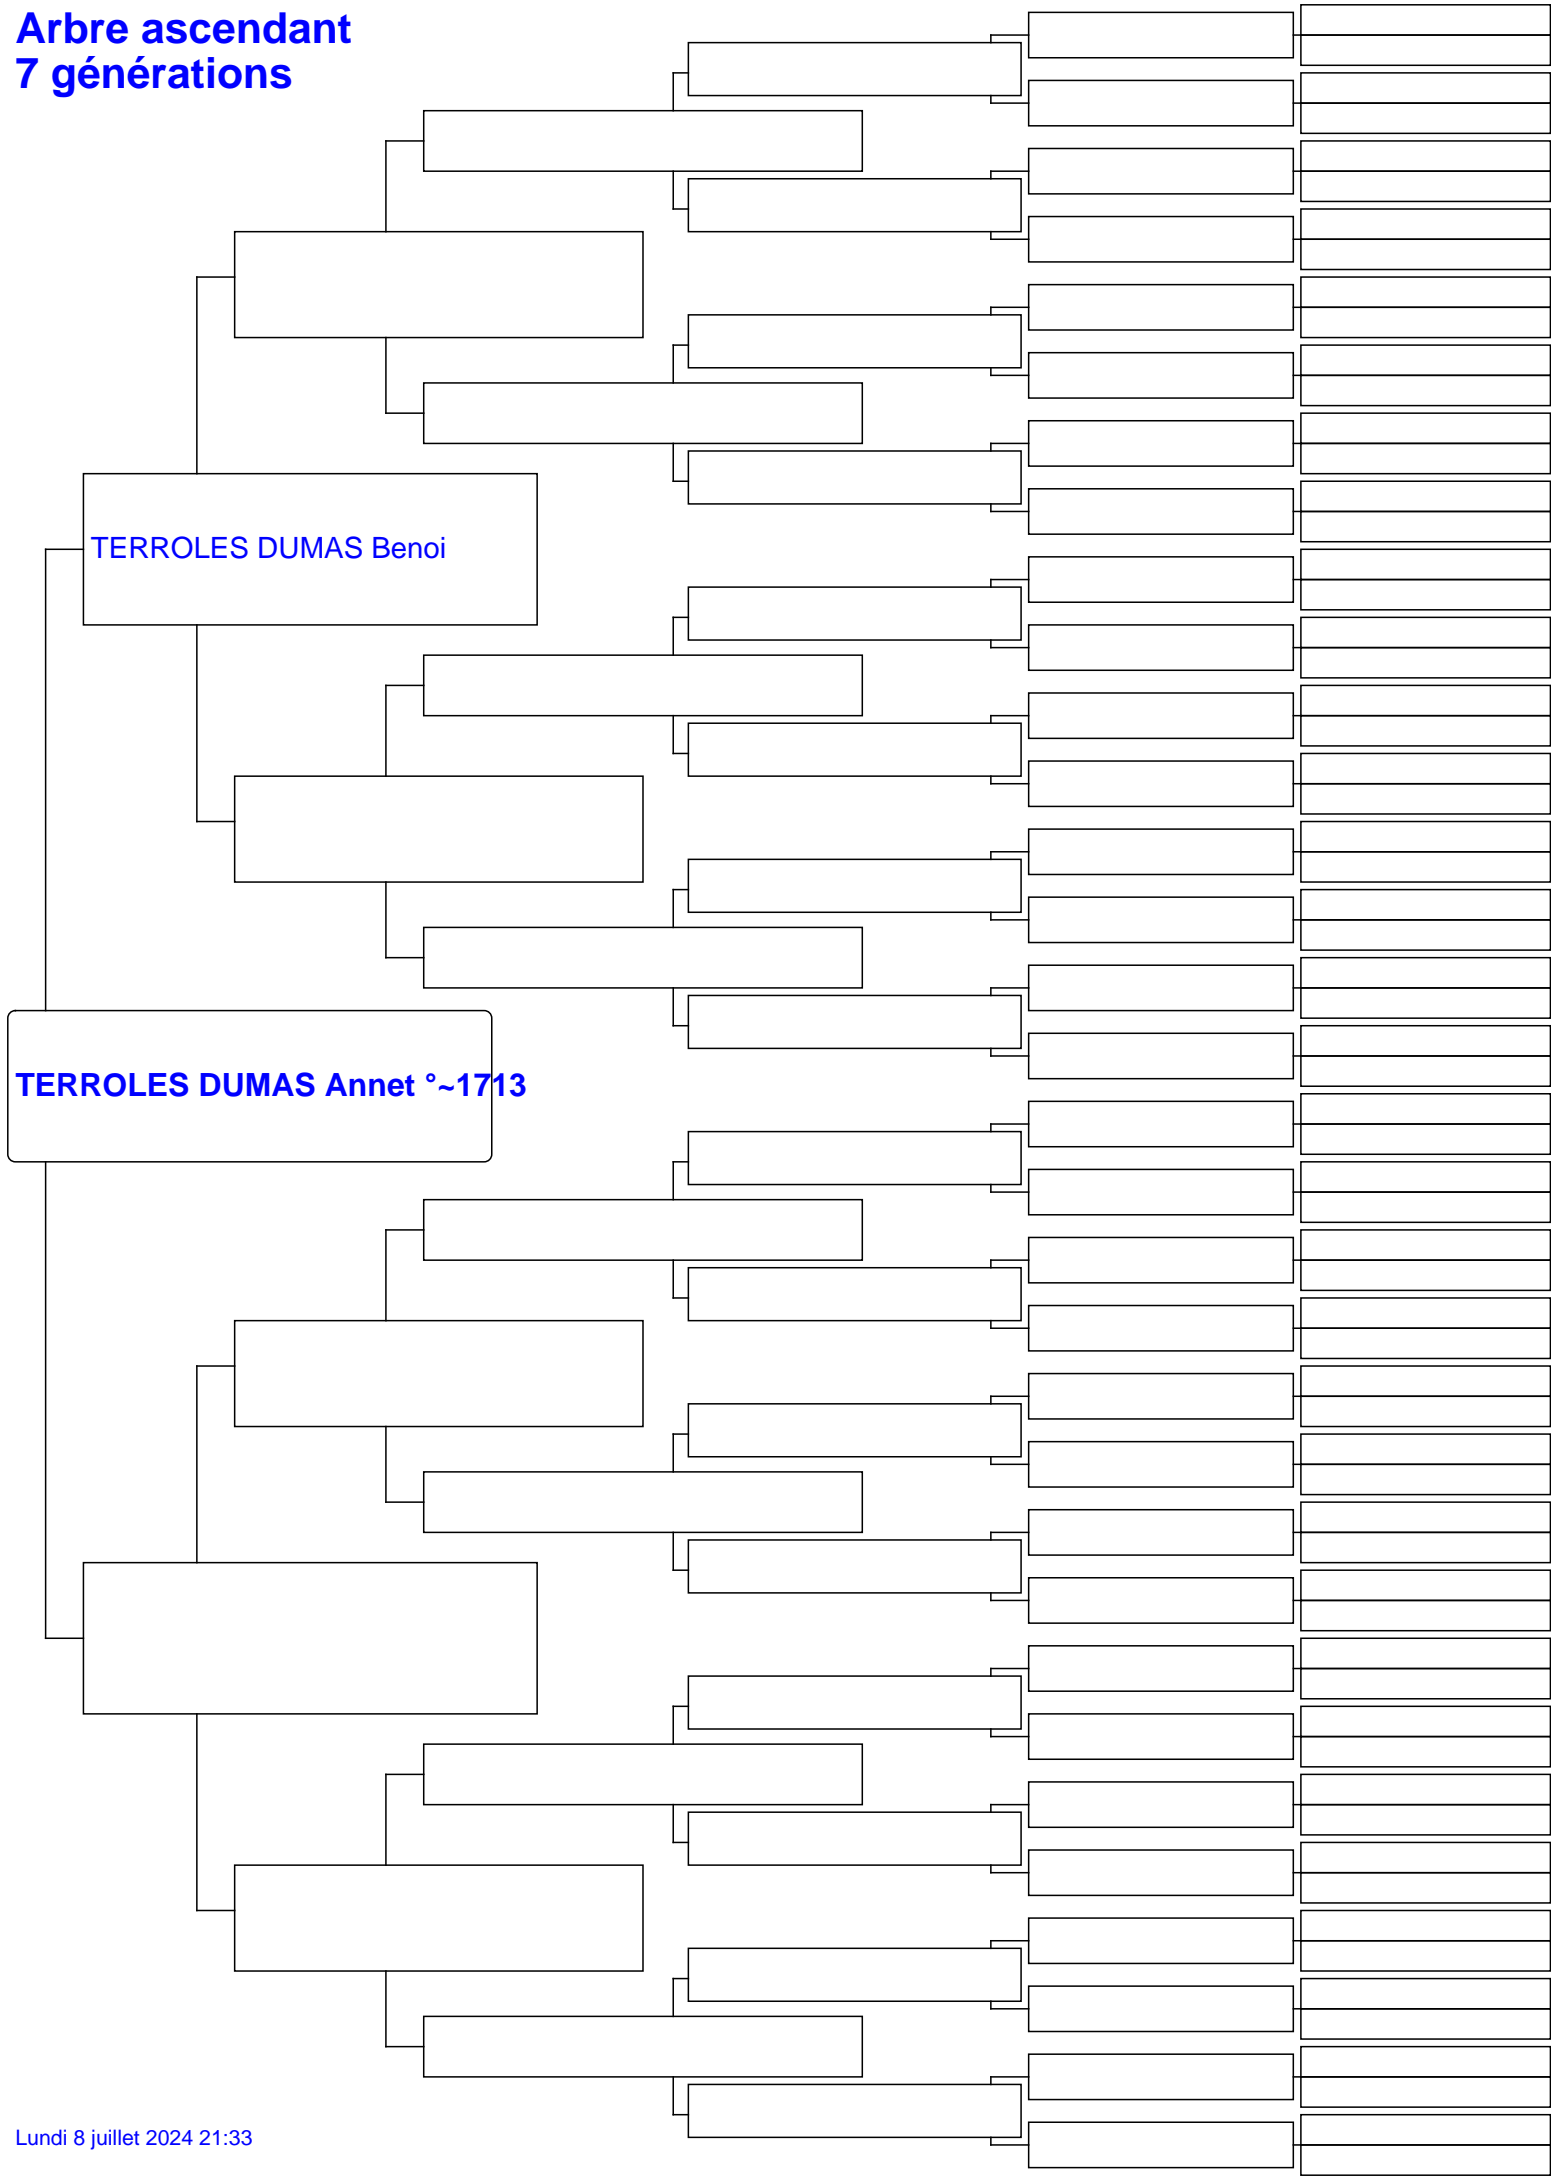 Arbre ascendant
7 générations
TERROLES DUMAS Benoi
TERROLES DUMAS Annet °~1713
Lundi 8 juillet 2024 21:33